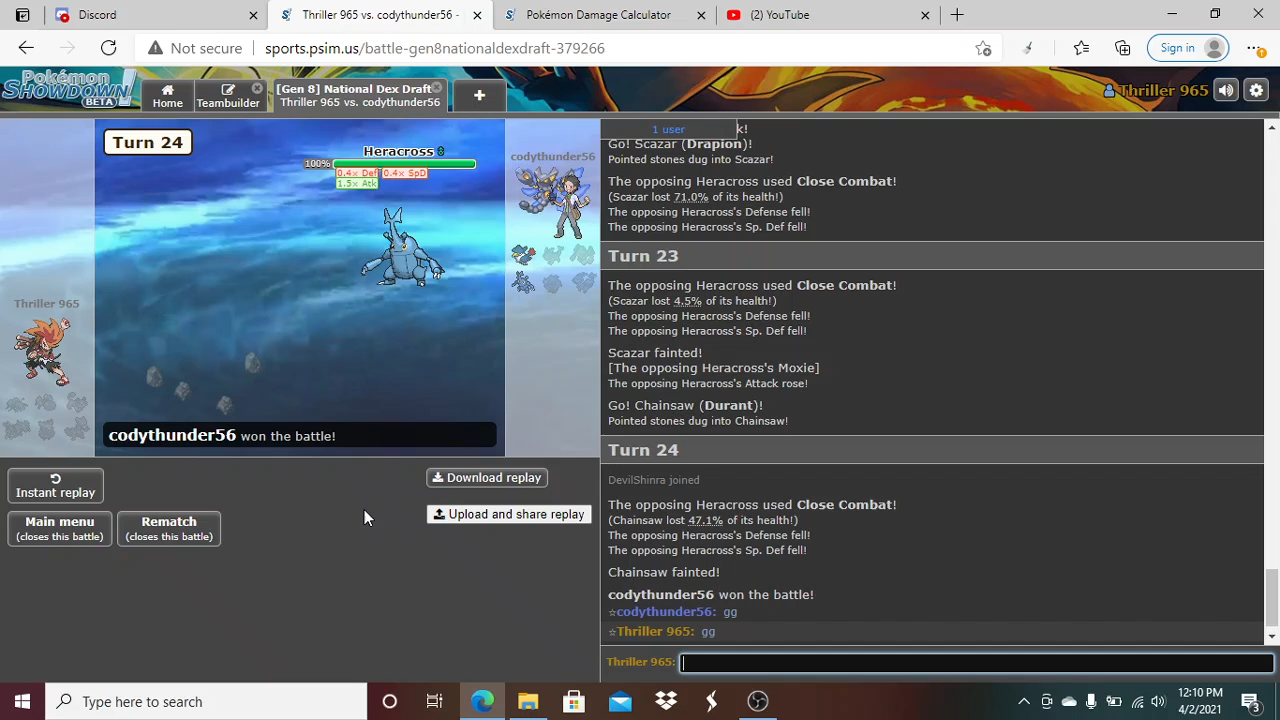 Discord
Thriller 965 vs. codythunder56 -
Pokémon Damage Calculator
YouTube
Not secure
sports.psim.us/battle-gen8nationaldexdraft-379266
Sign in
Pokémon
SHOWDOWN
BETA
Home
Teambuilder
[Gen 8] National Dex Draft
Thriller 965 vs. codythunder56
Thriller 965
Turn 24
Heracross
100%
0.4× Def 0.4× SpD
1.5× Atk
codythunder56
Thriller 965
codythunder56 won the battle!
Instant replay
Download replay
Upload and share replay
Main menu
(closes this battle)
Rematch
(closes this battle)
1 user
k!
Go! Scazar (Drapion)!
Pointed stones dug into Scazar!
The opposing Heracross used Close Combat!
(Scazar lost 71.0% of its health!)
The opposing Heracross's Defense fell!
The opposing Heracross's Sp. Def fell!
Turn 23
The opposing Heracross used Close Combat!
(Scazar lost 4.5% of its health!)
The opposing Heracross's Defense fell!
The opposing Heracross's Sp. Def fell!
Scazar fainted!
[The opposing Heracross's Moxie]
The opposing Heracross's Attack rose!
Go! Chainsaw (Durant)!
Pointed stones dug into Chainsaw!
Turn 24
DevilShinra joined
The opposing Heracross used Close Combat!
(Chainsaw lost 47.1% of its health!)
The opposing Heracross's Defense fell!
The opposing Heracross's Sp. Def fell!
Chainsaw fainted!
codythunder56 won the battle!
☆codythunder56: gg
☆Thriller 965: gg
Thriller 965:
Type here to search
12:10 PM
4/2/2021
3